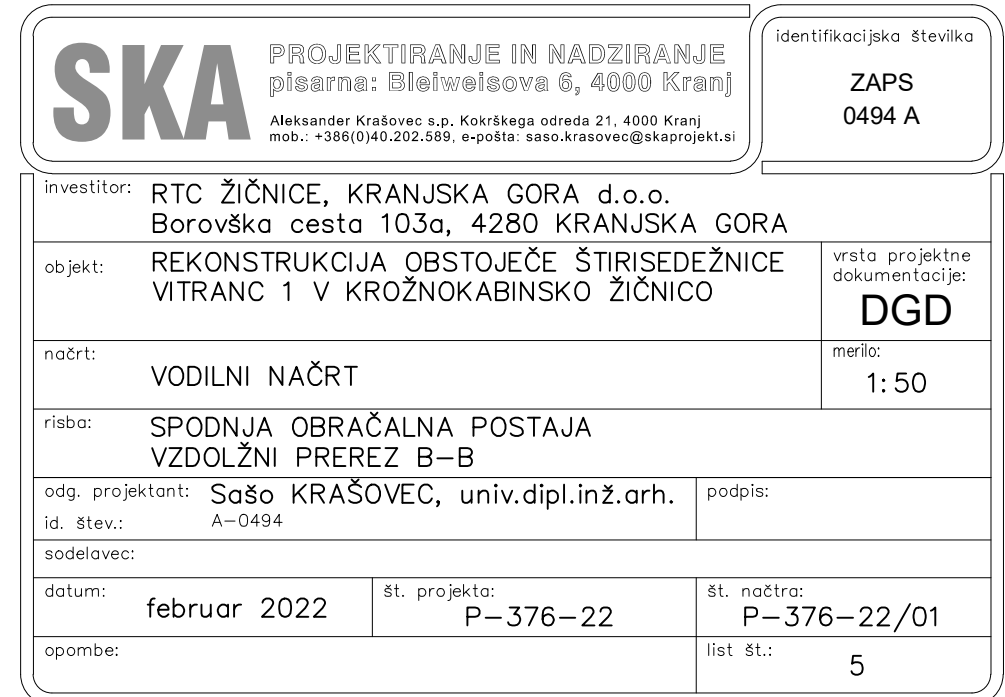 SKA
PROJEKTIRANJE IN NADZIRANJE
pisarna: Bleiweisova 6, 4000 Kranj
Aleksander Krašovec s.p. Kokrškega odreda 21, 4000 Kranj
mob.: +386(0)40.202.589, e-pošta: saso.krasovec@skaprojekt.si
identifikacijska številka
ZAPS
0494 A
investitor: RTC ŽIČNICE, KRANJSKA GORA d.o.o.
Borovška cesta 103a, 4280 KRANJSKA GORA
objekt: REKONSTRUKCIJA OBSTOJEČE ŠTIRISEDEŽNICE
VITRANC 1 V KROŽNOKABINSKO ŽIČNICO
vrsta projektne
dokumentacije:
DGD
načrt:
VODILNI NAČRT
merilo:
1:50
risba: SPODNJA OBRAČALNA POSTAJA
VZDOLŽNI PREREZ B-B
odg. projektant: Sašo KRAŠOVEC, univ.dipl.inž.arh.
id. štev.: A-0494
podpis:
sodelavec:
datum: februar 2022
št. projekta:
P-376-22
št. načtra:
P-376-22/01
opombe:
list št.: 5